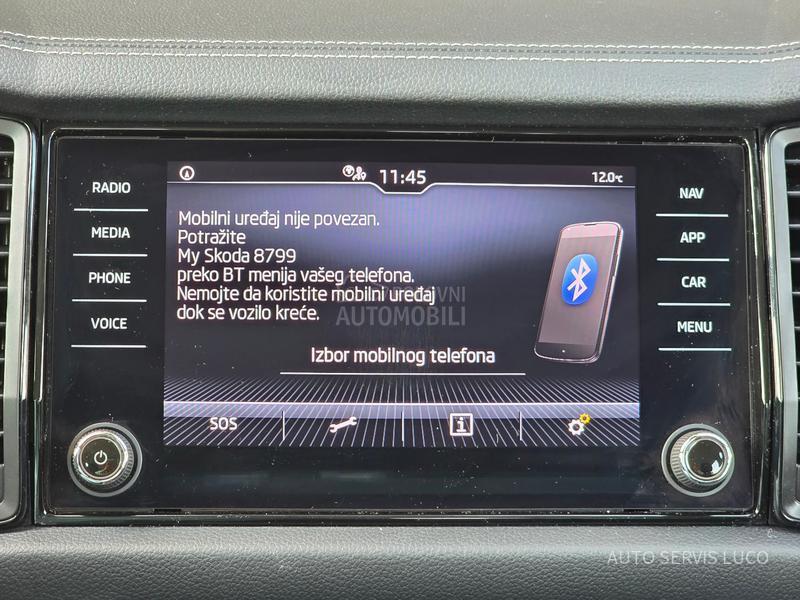 11:45
12.0°C
RADIO
MEDIA
PHONE
VOICE
Mobilni uređaj nije povezan.
Potražite
My Skoda 8799
preko BT menija vašeg telefona.
Nemojte da koristite mobilni uređaj
dok se vozilo kreće.
AUTOMOBILI
Izbor mobilnog telefona
SOS
NAV
APP
CAR
MENU
AUTO SERVIS LUCO